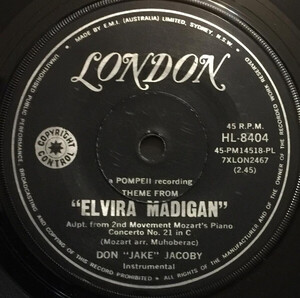 MADE BY E.M.I. (AUSTRALIA) LIMITED, SYDNEY, N.S.W.
LONDON
COPYRIGHT CONTROL
45 R.P.M.
HL-8404
45-PM14518-PL
7XLON2467
(2.45)
A POMPEII recording
THEME FROM
"ELVIRA MADIGAN"
Adpt. from 2nd Movement Mozart's Piano
Concerto No. 21 in C
(Mozart arr. Muhoberac)
DON "JAKE" JACOBY
Instrumental
UNAUTHORISED PUBLIC PERFORMANCE, BROADCASTING AND COPYING OF THIS RECORD PROHIBITED • ALL RIGHTS OF THE MANUFACTURER AND OF THE OWNER OF THE RECORDED WORK RESERVED